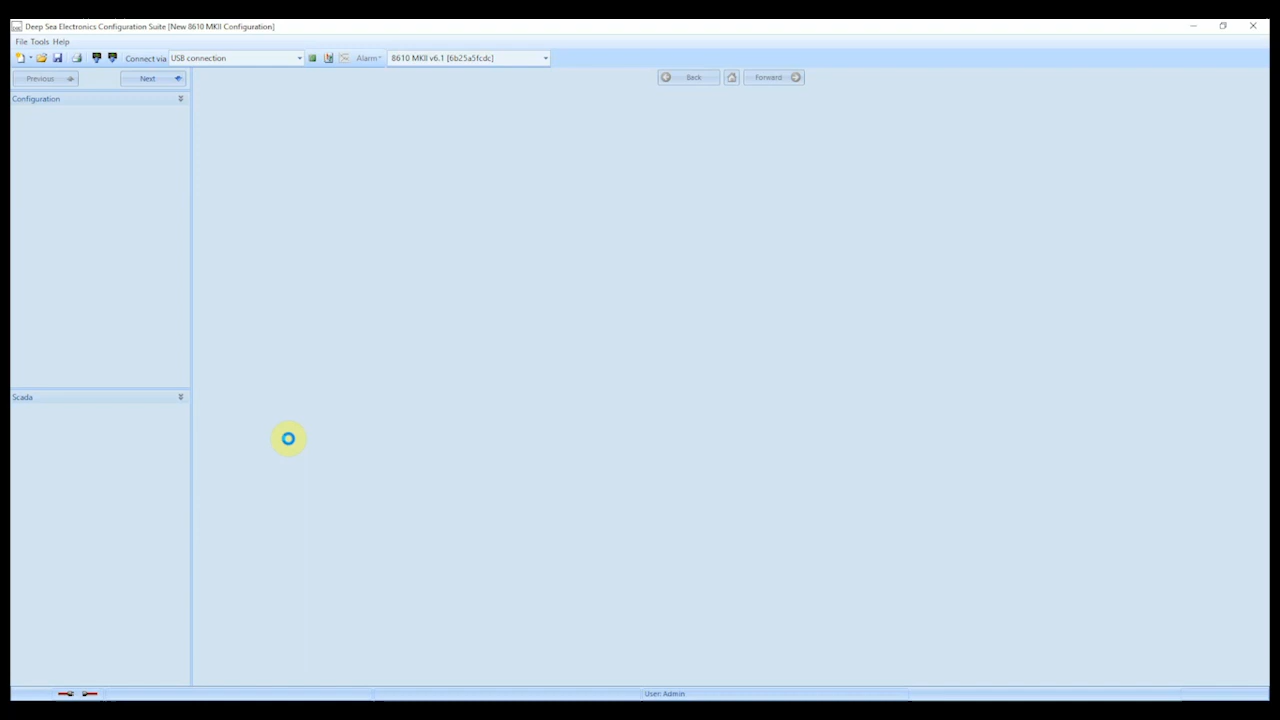 Deep Sea Electronics Configuration Suite [New 8610 MKII Configuration]
File Tools Help
Connect via USB connection Alarm 8610 MKII v6.1 [6b25a5fcdc]
Previous Next Back Forward
Configuration
Scada
User: Admin